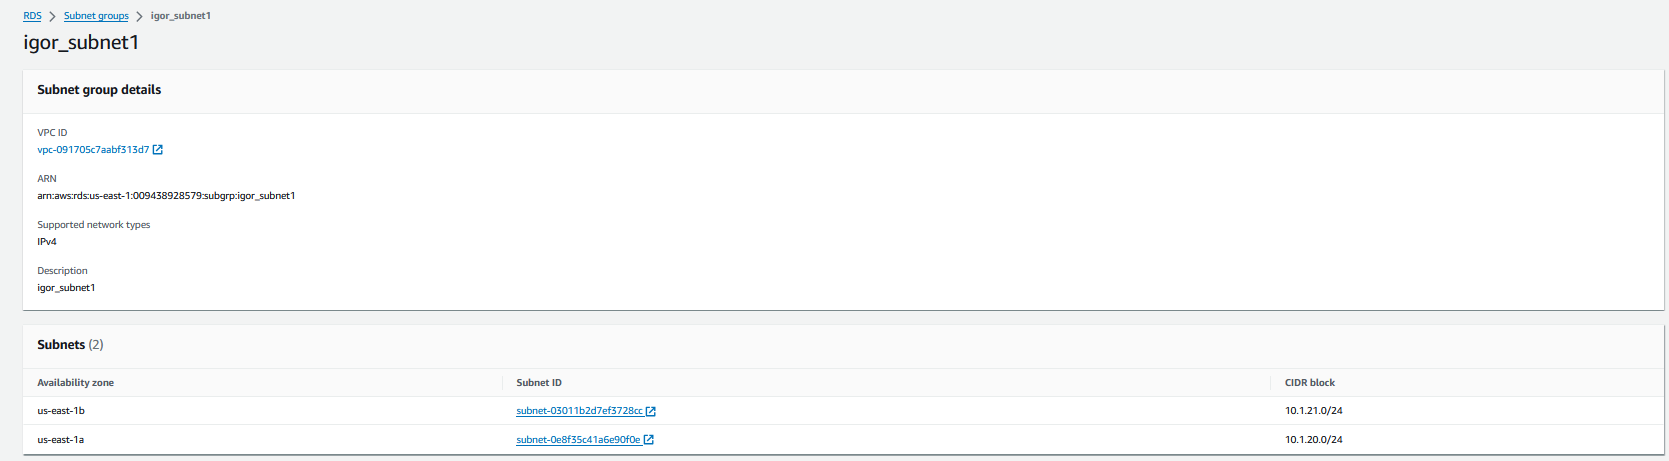 RDS > Subnet groups > igor_subnet1
igor_subnet1
Subnet group details
VPC ID
vpc-091705c7aabf313d7
ARN
arn:aws:rds:us-east-1:009438928579:subgrp:igor_subnet1
Supported network types
IPv4
Description
igor_subnet1
Subnets (2)
Availability zone Subnet ID CIDR block
us-east-1b subnet-03011b2d7ef3728cc 10.1.21.0/24
us-east-1a subnet-0e8f35c41a6e90f0e 10.1.20.0/24